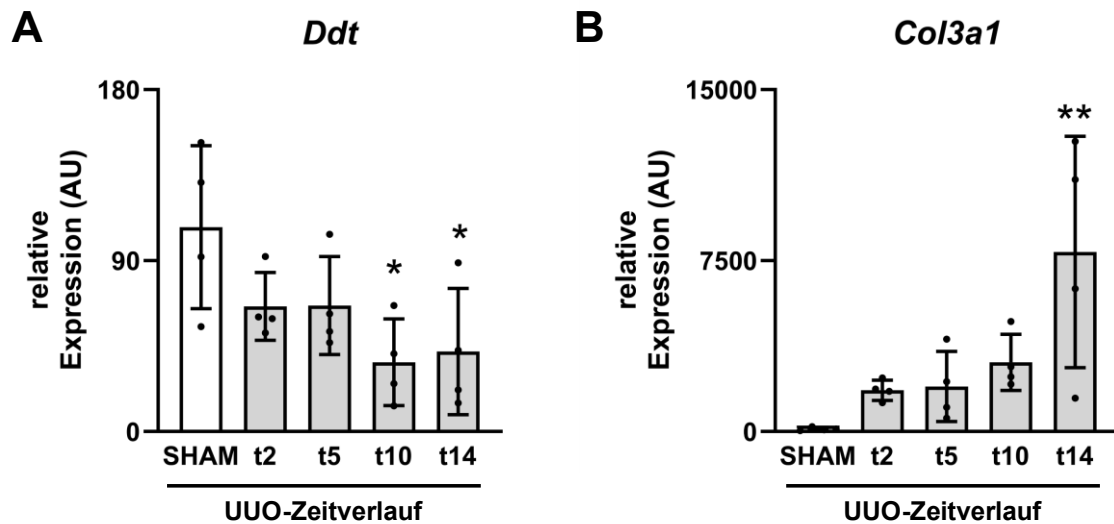 A
Ddt
180
90
0
relative
Expression (AU)
*
*
SHAM t2 t5 t10 t14
UUO-Zeitverlauf
B
Col3a1
15000
7500
0
relative
Expression (AU)
**
SHAM t2 t5 t10 t14
UUO-Zeitverlauf